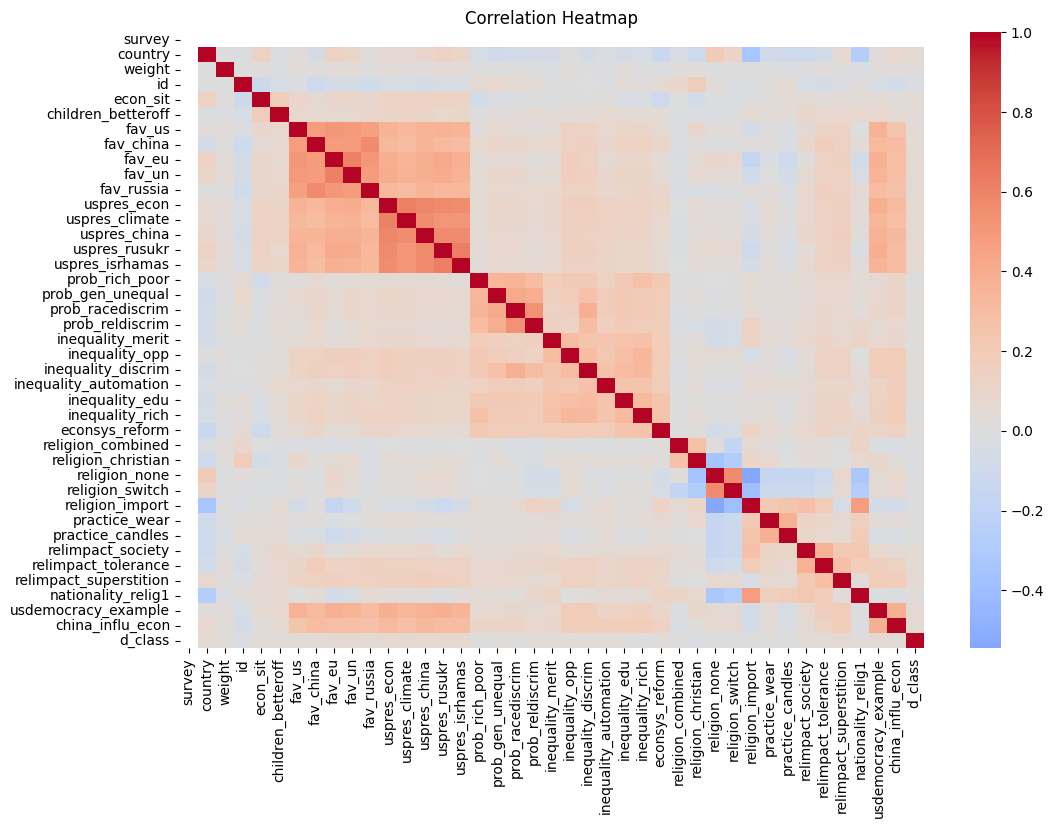 Correlation Heatmap
survey
country
weight
id
econ_sit
children_betteroff
fav_us
fav_china
fav_eu
fav_un
fav_russia
uspres_econ
uspres_climate
uspres_china
uspres_rusukr
uspres_isrhamas
prob_rich_poor
prob_gen_unequal
prob_racediscrim
prob_reldiscrim
inequality_merit
inequality_opp
inequality_discrim
inequality_automation
inequality_edu
inequality_rich
econsys_reform
religion_combined
religion_christian
religion_none
religion_switch
religion_import
practice_wear
practice_candles
relimpact_society
relimpact_tolerance
relimpact_superstition
nationality_relig1
usdemocracy_example
china_influ_econ
d_class
survey
country
weight
id
econ_sit
children_betteroff
fav_us
fav_china
fav_eu
fav_un
fav_russia
uspres_econ
uspres_climate
uspres_china
uspres_rusukr
uspres_isrhamas
prob_rich_poor
prob_gen_unequal
prob_racediscrim
prob_reldiscrim
inequality_merit
inequality_opp
inequality_discrim
inequality_automation
inequality_edu
inequality_rich
econsys_reform
religion_combined
religion_christian
religion_none
religion_switch
religion_import
practice_wear
practice_candles
relimpact_society
relimpact_tolerance
relimpact_superstition
nationality_relig1
usdemocracy_example
china_influ_econ
d_class
1.0
0.8
0.6
0.4
0.2
0.0
−0.2
−0.4